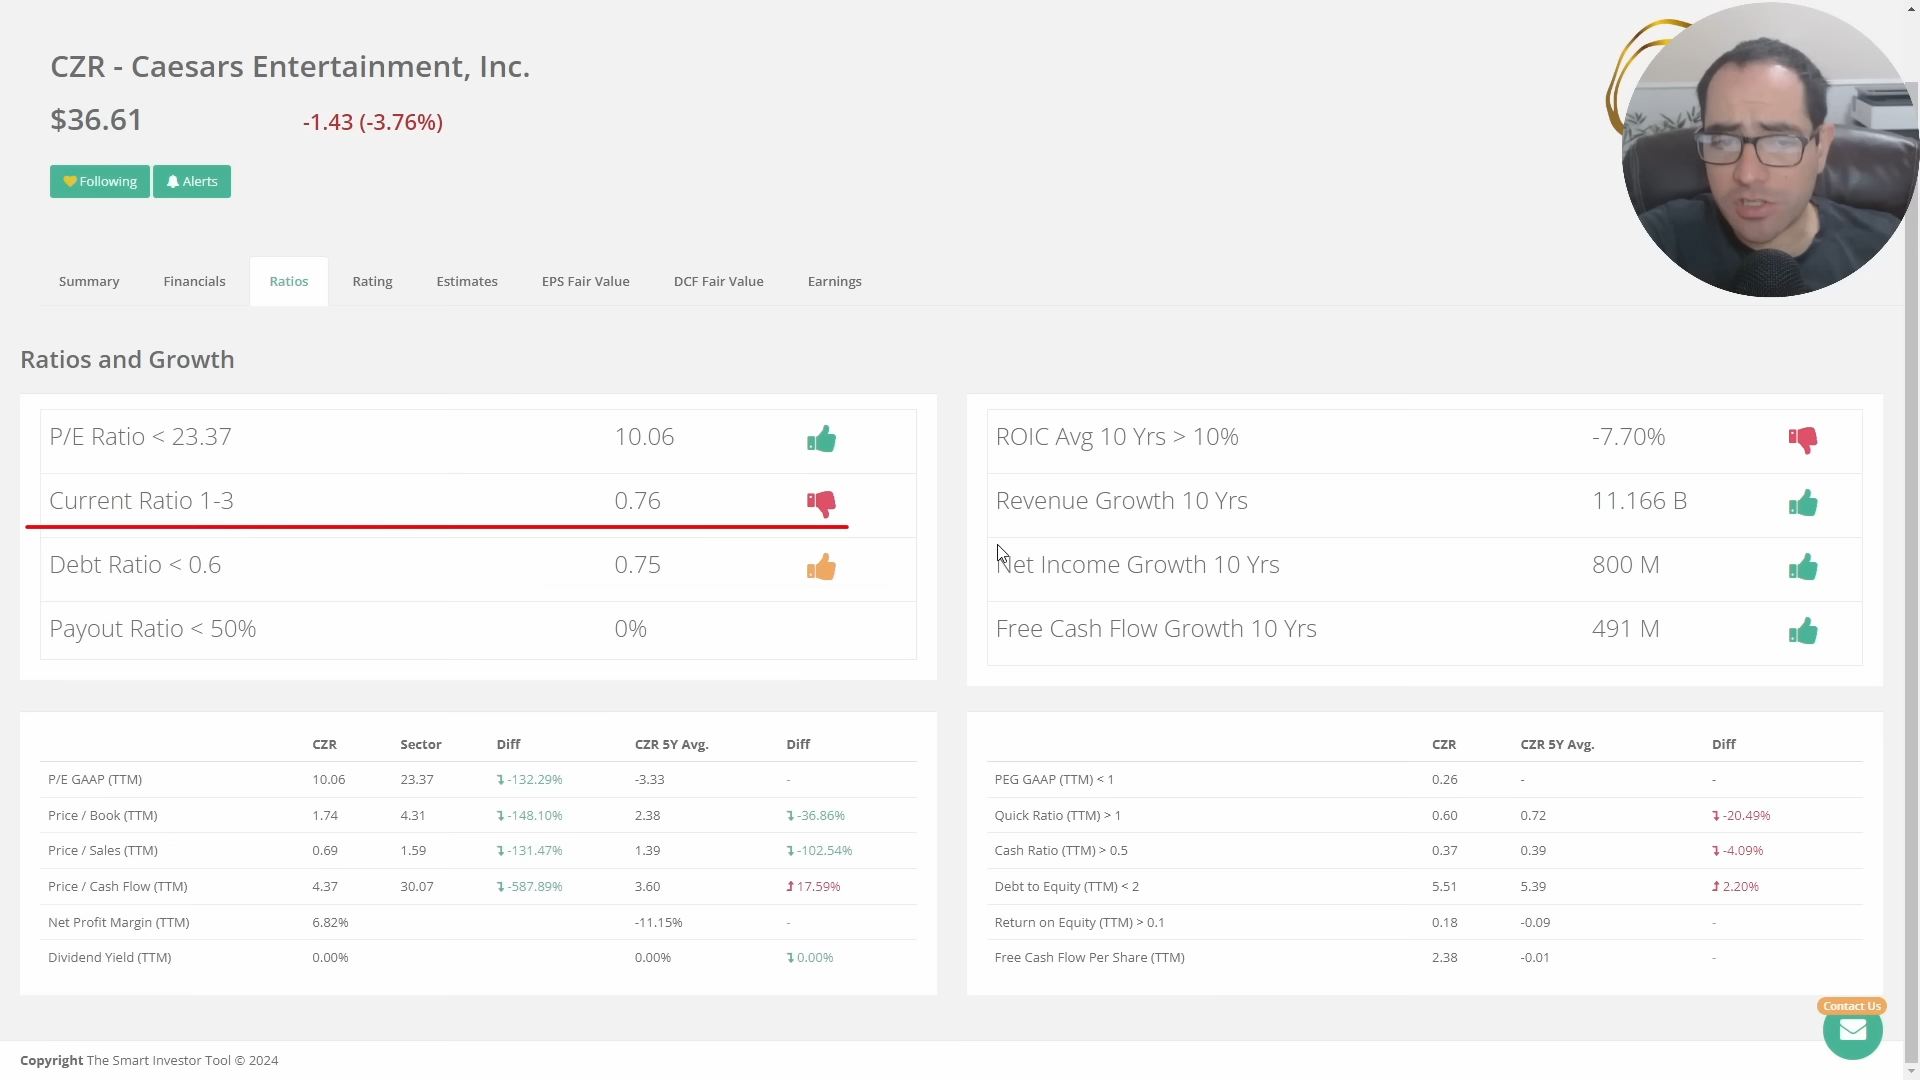 CZR - Caesars Entertainment, Inc.
$36.61 -1.43 (-3.76%)
Following Alerts
Summary Financials Ratios Rating Estimates EPS Fair Value DCF Fair Value Earnings
Ratios and Growth
P/E Ratio < 23.37 10.06
Current Ratio 1-3 0.76
Debt Ratio < 0.6 0.75
Payout Ratio < 50% 0%
ROIC Avg 10 Yrs > 10% -7.70%
Revenue Growth 10 Yrs 11.166 B
Net Income Growth 10 Yrs 800 M
Free Cash Flow Growth 10 Yrs 491 M
CZR Sector Diff CZR 5Y Avg. Diff
P/E GAAP (TTM) 10.06 23.37 -132.29% -3.33 -
Price / Book (TTM) 1.74 4.31 -148.10% 2.38 -36.86%
Price / Sales (TTM) 0.69 1.59 -131.47% 1.39 -102.54%
Price / Cash Flow (TTM) 4.37 30.07 -587.89% 3.60 17.59%
Net Profit Margin (TTM) 6.82% -11.15% -
Dividend Yield (TTM) 0.00% 0.00% 0.00%
CZR CZR 5Y Avg. Diff
PEG GAAP (TTM) < 1 0.26 - -
Quick Ratio (TTM) > 1 0.60 0.72 -20.49%
Cash Ratio (TTM) > 0.5 0.37 0.39 -4.09%
Debt to Equity (TTM) < 2 5.51 5.39 2.20%
Return on Equity (TTM) > 0.1 0.18 -0.09 -
Free Cash Flow Per Share (TTM) 2.38 -0.01 -
Contact Us
Copyright The Smart Investor Tool © 2024